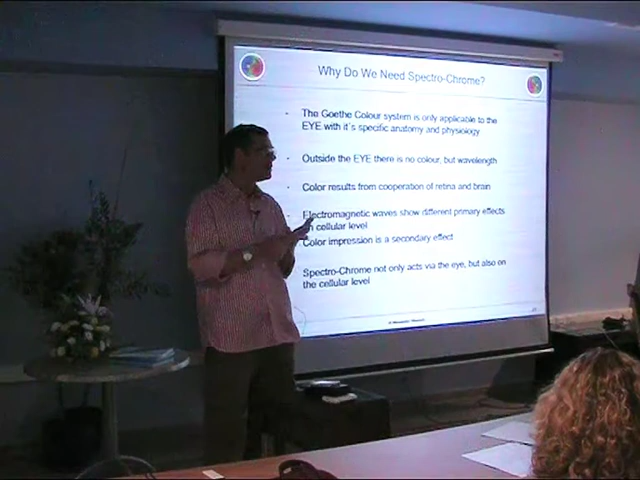 Why Do We Need Spectro-Chrome?
- The Goethe Colour system is only applicable to the
EYE with it´s specific anatomy and physiology
- Outside the EYE there is no colour, but wavelength
- Color results from cooperation of retina and brain
Electromagnetic waves show different primary effects
cellular level
Color impression is a secondary effect
Spectro-Chrome not only acts via the eye, but also on
the cellular level